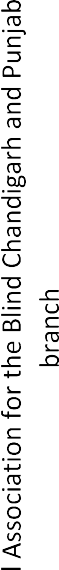 l Association for the Blind Chandigarh and Punjab
branch